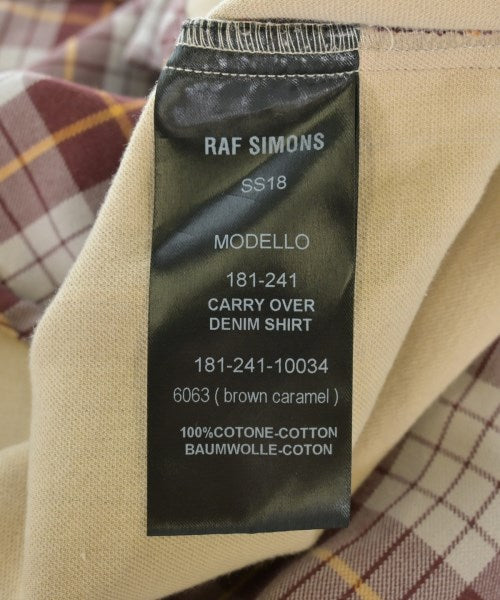 RAF SIMONS
SS18
MODELLO
181-241
CARRY OVER
DENIM SHIRT
181-241-10034
6063 ( brown caramel )
100%COTONE-COTTON
BAUMWOLLE-COTON